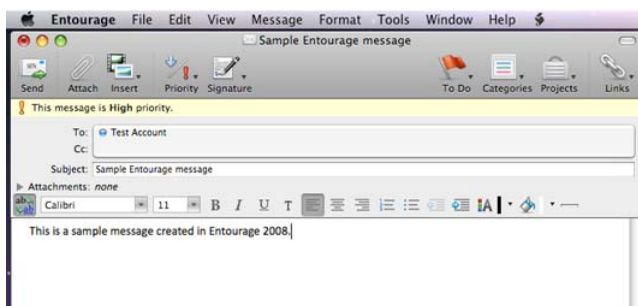 Entourage File Edit View Message Format Tools Window Help
Sample Entourage message
Send Attach Insert Priority Signature To Do Categories Projects Links
This message is High priority.
To: Test Account
Cc:
Subject: Sample Entourage message
Attachments: none
Calibri 11 B I U T A
This is a sample message created in Entourage 2008.